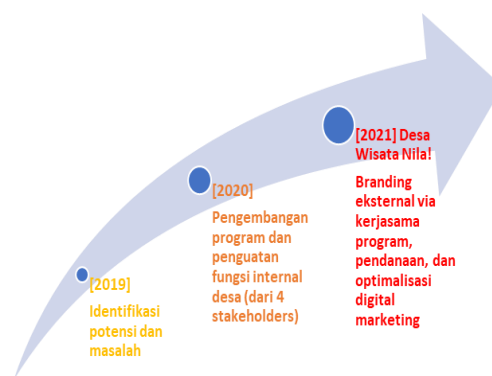 [2019]
Identifikasi
potensi dan
masalah
[2020]
Pengembangan
program dan
penguatan
fungsi internal
desa (dari 4
stakeholders)
[2021] Desa
Wisata Nila!
Branding
eksternal via
kerjasama
program,
pendanaan, dan
optimalisasi
digital
marketing